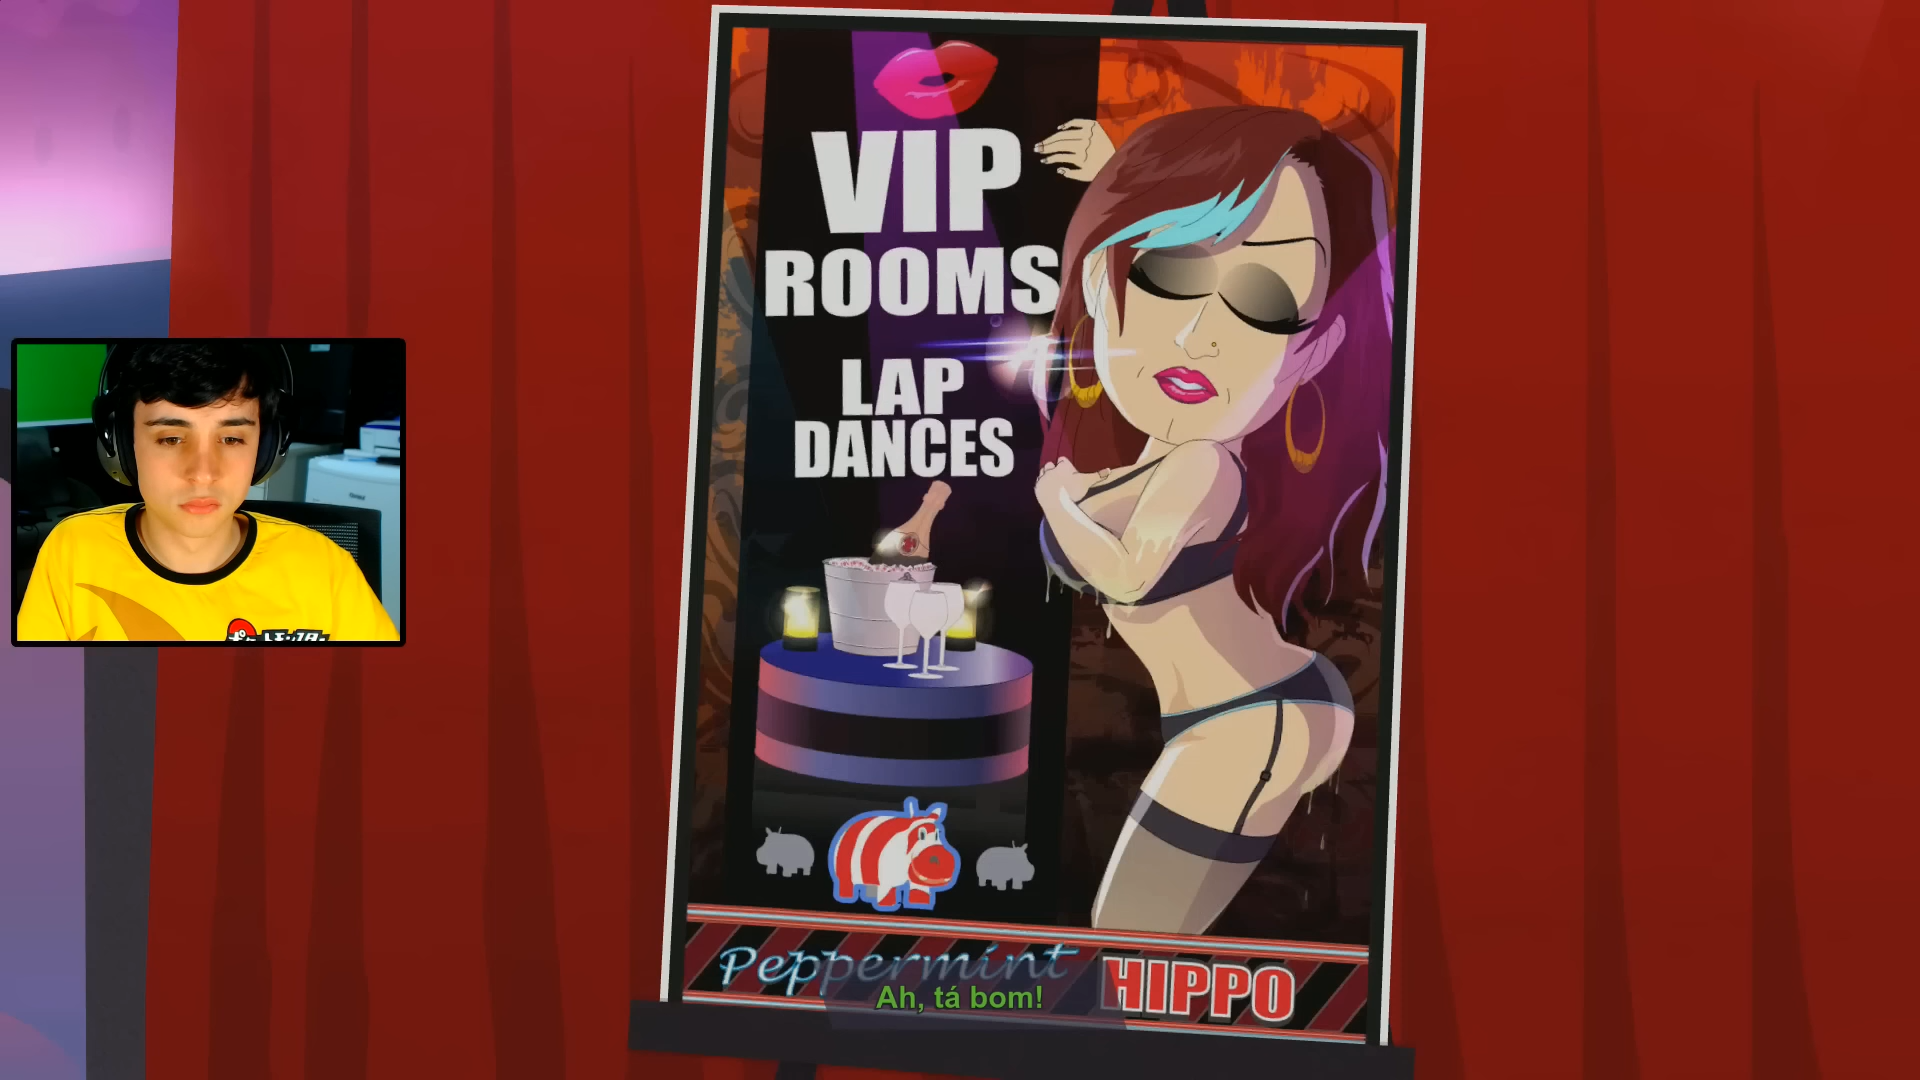 VIP
ROOMS
LAP
DANCES
Peppermint HIPPO
Ah, tá bom!